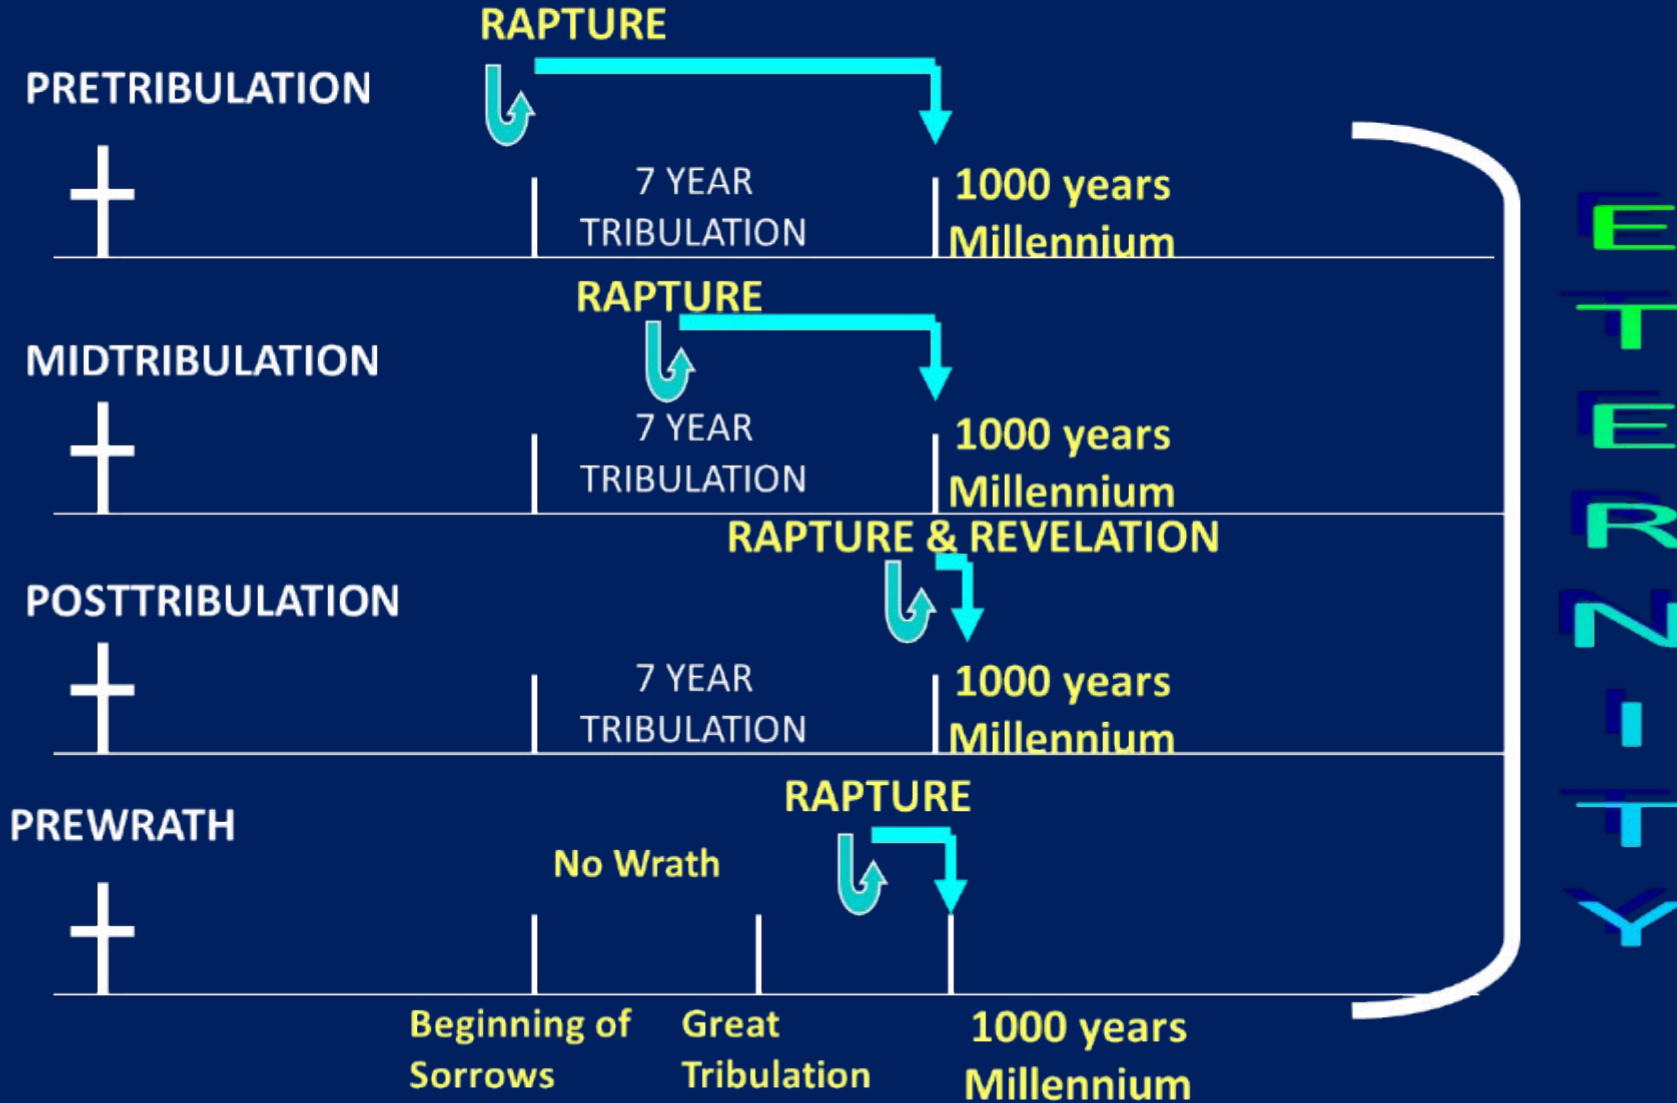 RAPTURE
PRETRIBULATION
7 YEAR
TRIBULATION
1000 years
Millennium
RAPTURE
MIDTRIBULATION
7 YEAR
TRIBULATION
1000 years
Millennium
RAPTURE & REVELATION
POSTTRIBULATION
7 YEAR
TRIBULATION
1000 years
Millennium
RAPTURE
PREWRATH
No Wrath
Beginning of
Sorrows
Great
Tribulation
1000 years
Millennium
ETERNITY